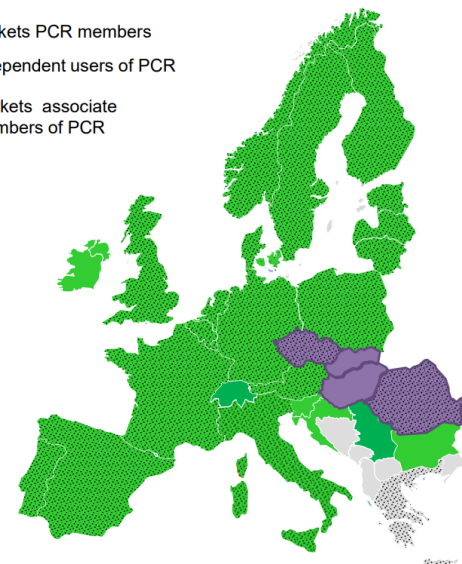 kets PCR members
ependent users of PCR
kets associate
mbers of PCR